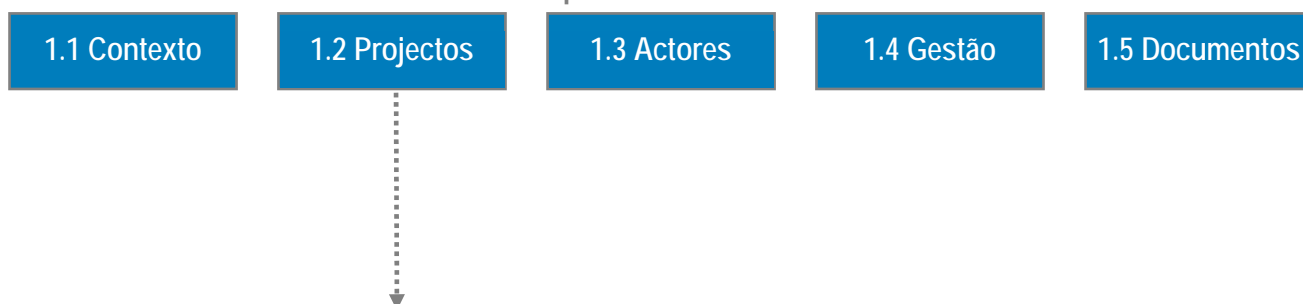 1.1 Contexto
1.2 Projectos
1.3 Actores
1.4 Gestão
1.5 Documentos